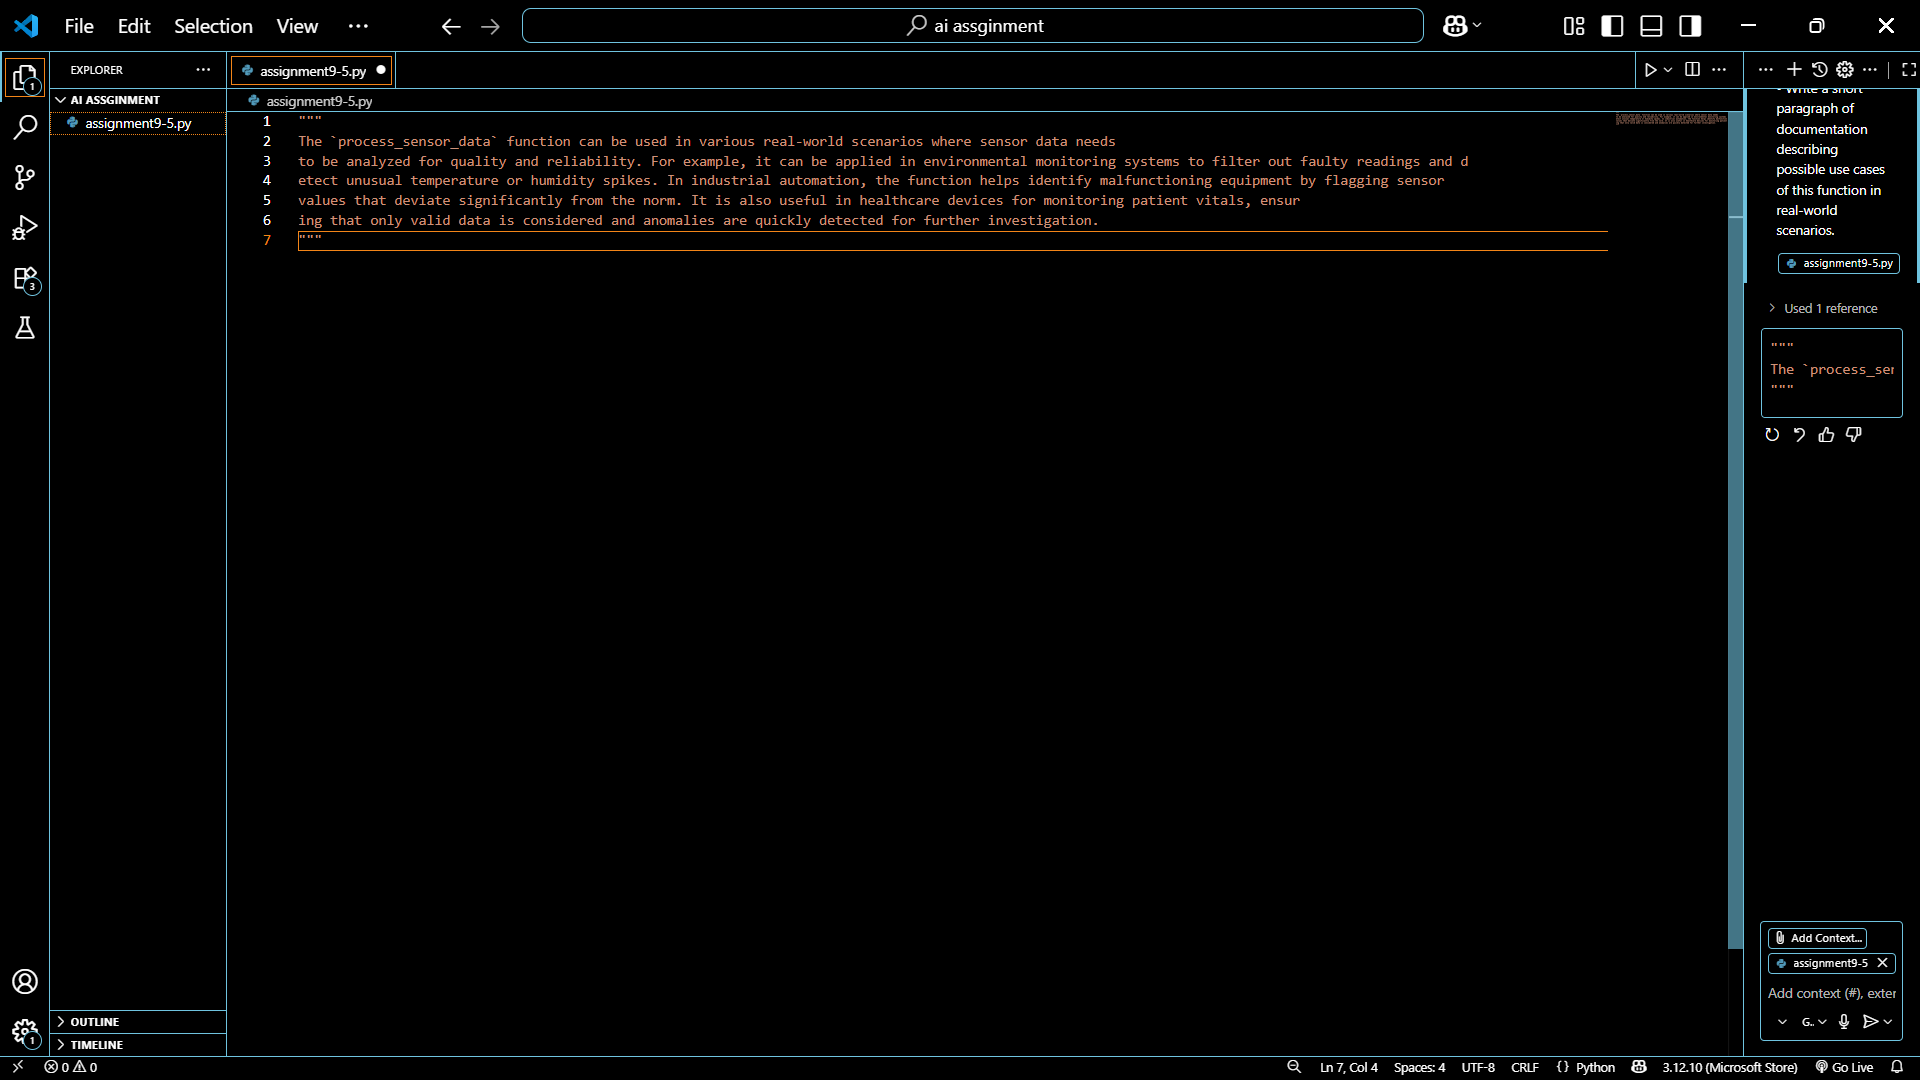 File Edit Selection View ···
ai assginment
EXPLORER ···
AI ASSGINMENT
assignment9-5.py
1
3
assignment9-5.py
assignment9-5.py
1 """
2 The `process_sensor_data` function can be used in various real-world scenarios where sensor data needs
3 to be analyzed for quality and reliability. For example, it can be applied in environmental monitoring systems to filter out faulty readings and d
4 etect unusual temperature or humidity spikes. In industrial automation, the function helps identify malfunctioning equipment by flagging sensor
5 values that deviate significantly from the norm. It is also useful in healthcare devices for monitoring patient vitals, ensur
6 ing that only valid data is considered and anomalies are quickly detected for further investigation.
7 """
- Write a short
paragraph of
documentation
describing
possible use cases
of this function in
real-world
scenarios.
assignment9-5.py
Used 1 reference
"""
The `process_ser
"""
Add Context...
assignment9-5
Add context (#), exter
G..
OUTLINE
TIMELINE
1
0 0
Ln 7, Col 4 Spaces: 4 UTF-8 CRLF {} Python 3.12.10 (Microsoft Store) Go Live